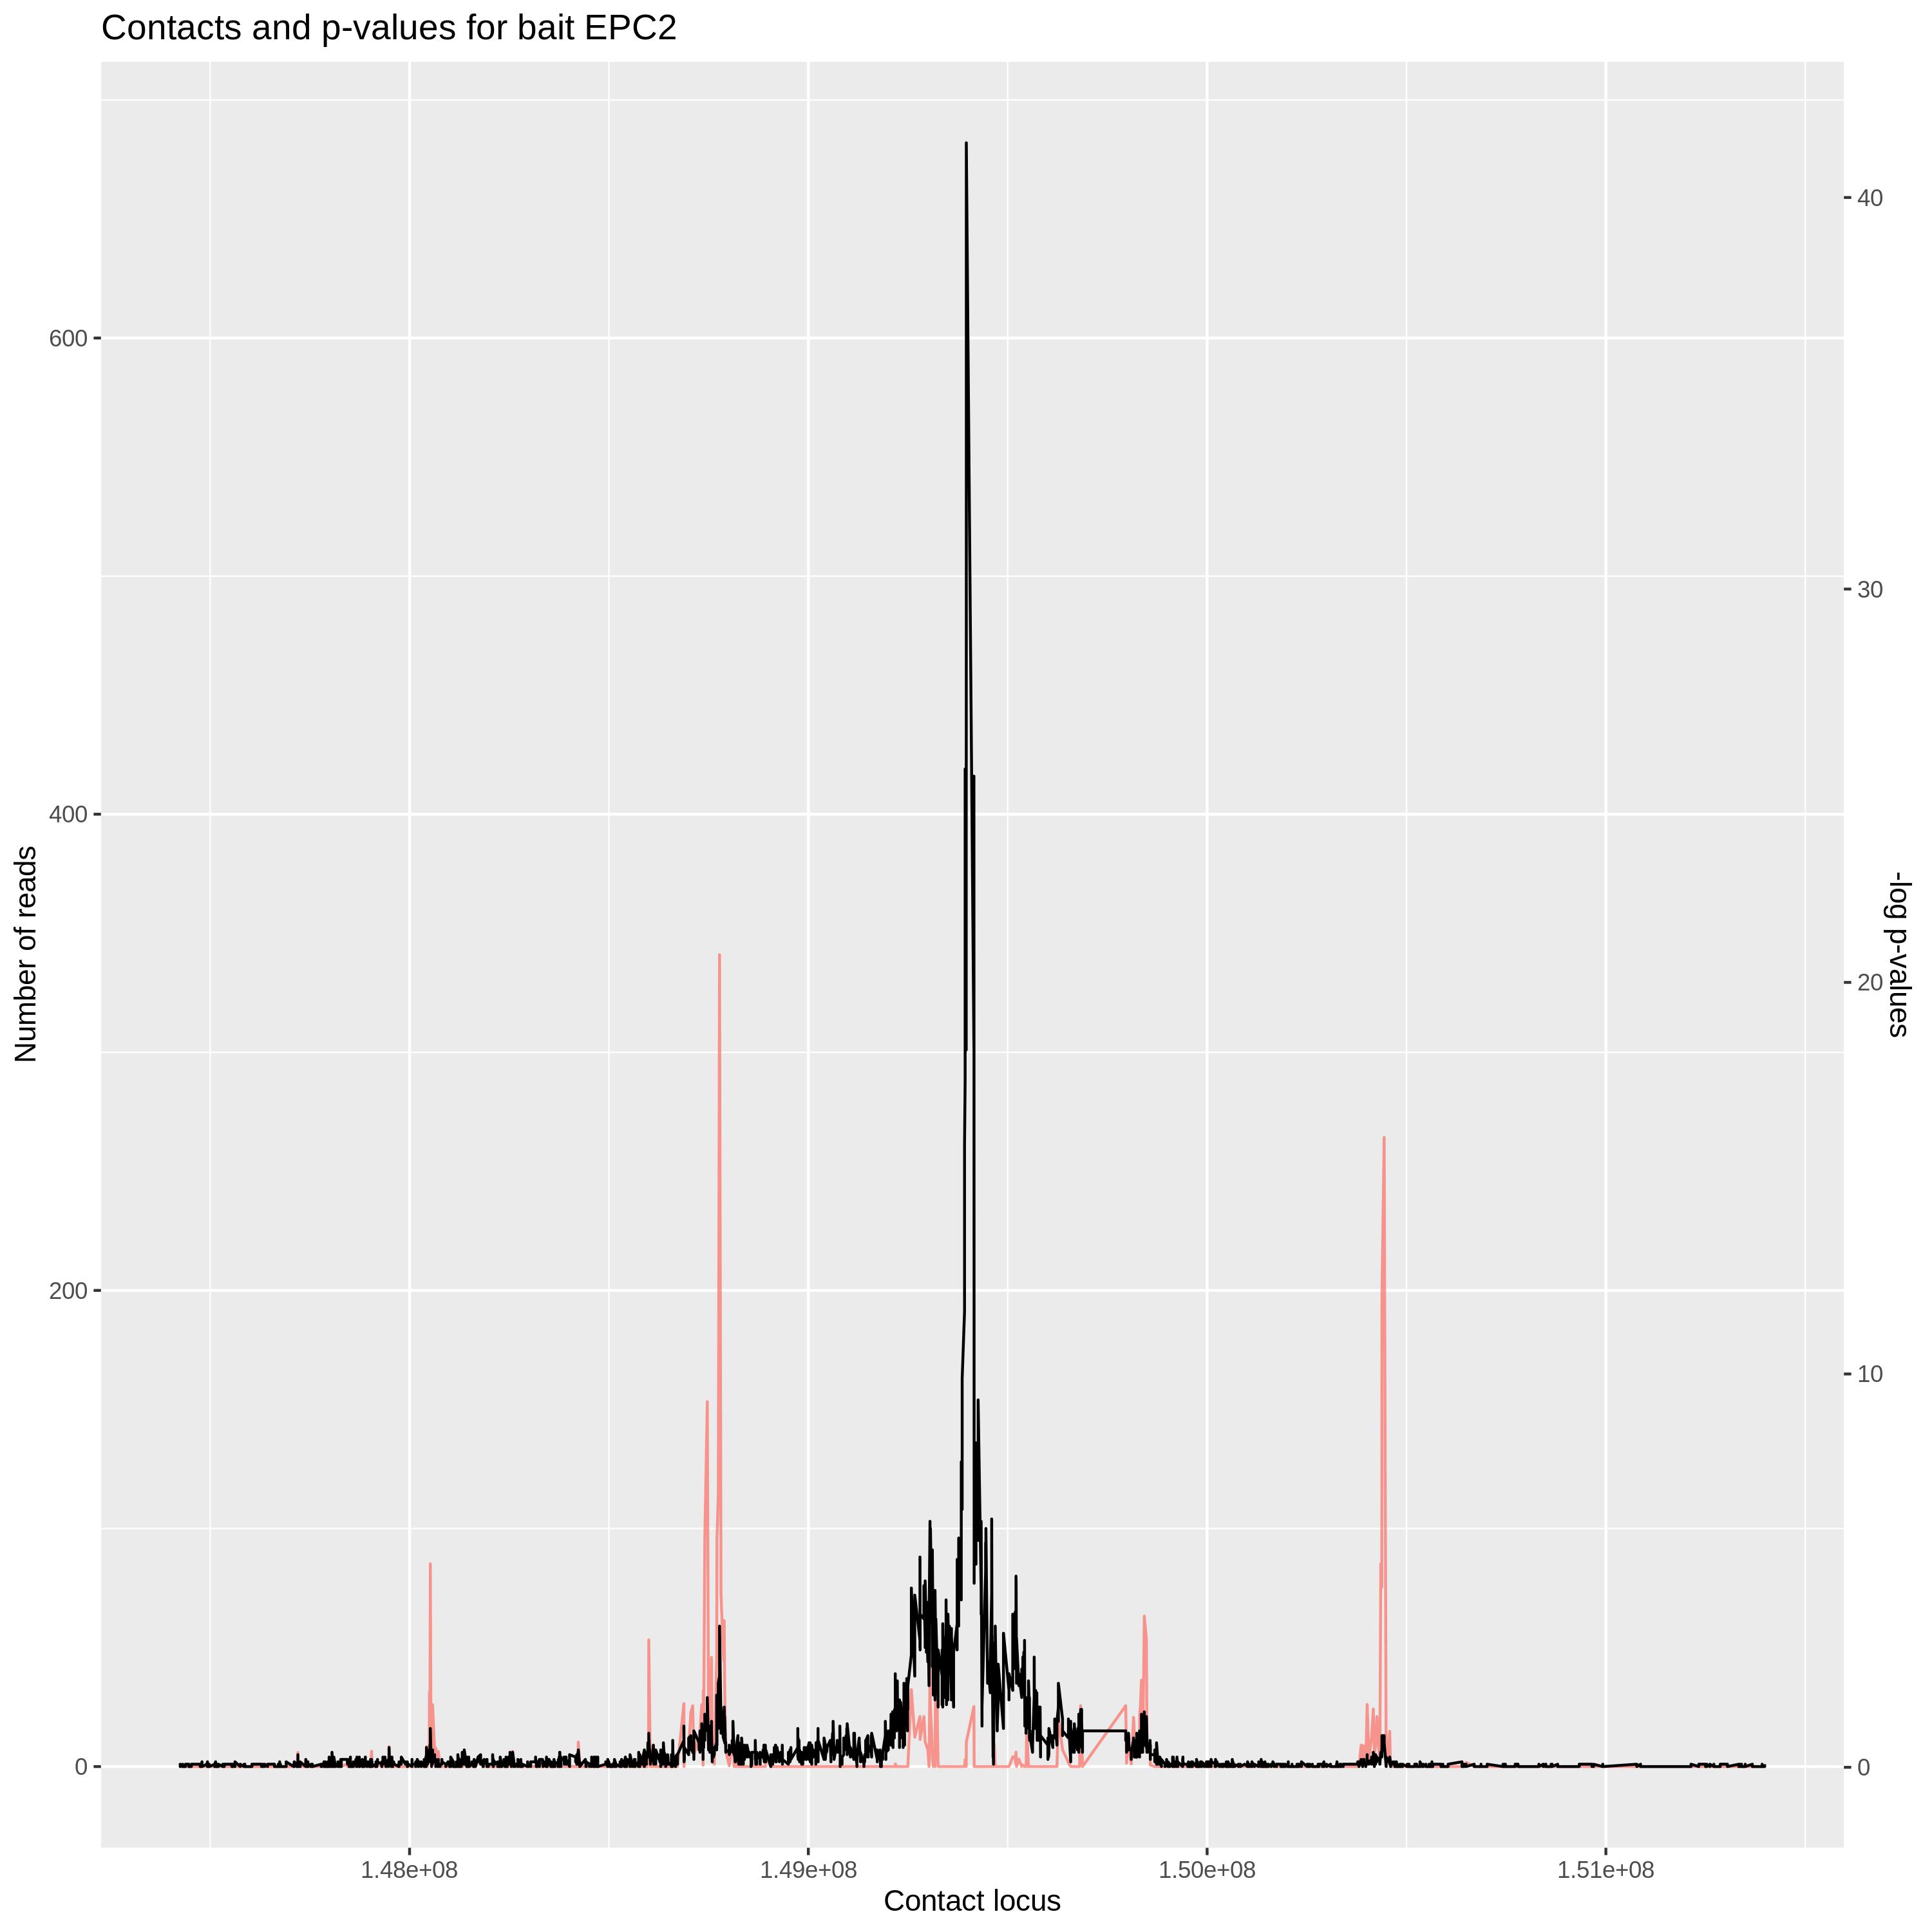 Contacts and p-values for bait EPC2
600
400
200
0
Number of reads
40
30
20
10
0
-log p-values
1.48e+08
1.49e+08
1.50e+08
1.51e+08
Contact locus